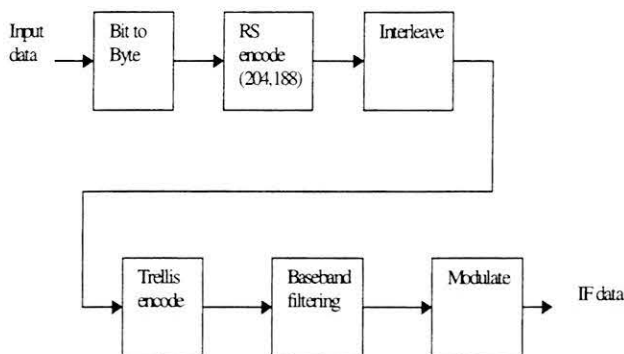 Input
data
Bit to
Byte
RS
encode
(204,188)
Interleave
Trellis
encode
Baseband
filtering
Modulate
IF data